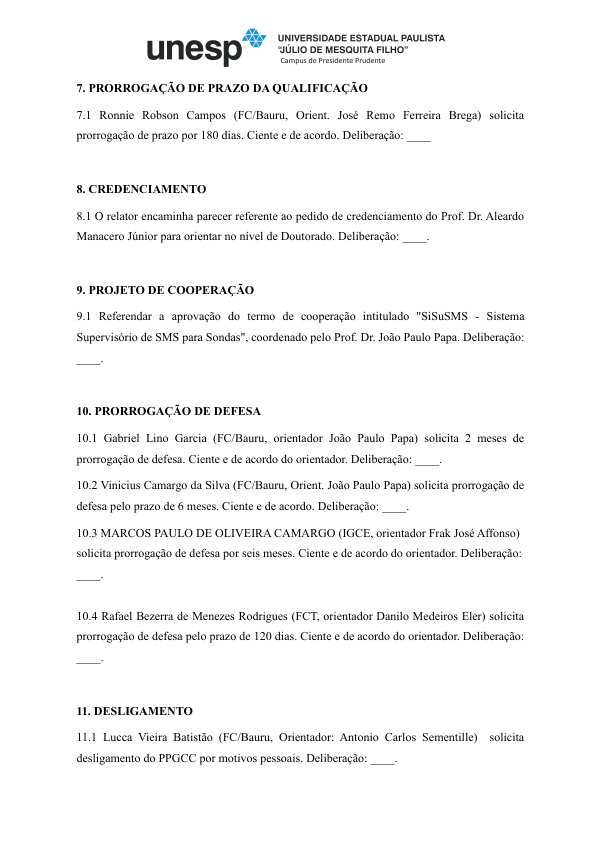 unesp
UNIVERSIDADE ESTADUAL PAULISTA
"JÚLIO DE MESQUITA FILHO"
Campus de Presidente Prudente
7. PRORROGAÇÃO DE PRAZO DA QUALIFICAÇÃO
7.1 Ronnie Robson Campos (FC/Bauru, Orient. José Remo Ferreira Brega) solicita
prorrogação de prazo por 180 dias. Ciente e de acordo. Deliberação: ____
8. CREDENCIAMENTO
8.1 O relator encaminha parecer referente ao pedido de credenciamento do Prof. Dr. Aleardo
Manacero Júnior para orientar no nível de Doutorado. Deliberação: ____.
9. PROJETO DE COOPERAÇÃO
9.1 Referendar a aprovação do termo de cooperação intitulado "SiSuSMS - Sistema
Supervisório de SMS para Sondas", coordenado pelo Prof. Dr. João Paulo Papa. Deliberação:
____.
10. PRORROGAÇÃO DE DEFESA
10.1 Gabriel Lino Garcia (FC/Bauru, orientador João Paulo Papa) solicita 2 meses de
prorrogação de defesa. Ciente e de acordo do orientador. Deliberação: ____.
10.2 Vinicius Camargo da Silva (FC/Bauru, Orient. João Paulo Papa) solicita prorrogação de
defesa pelo prazo de 6 meses. Ciente e de acordo. Deliberação: ____.
10.3 MARCOS PAULO DE OLIVEIRA CAMARGO (IGCE, orientador Frak José Affonso)
solicita prorrogação de defesa por seis meses. Ciente e de acordo do orientador. Deliberação:
____.
10.4 Rafael Bezerra de Menezes Rodrigues (FCT, orientador Danilo Medeiros Eler) solicita
prorrogação de defesa pelo prazo de 120 dias. Ciente e de acordo do orientador. Deliberação:
____.
11. DESLIGAMENTO
11.1 Lucca Vieira Batistão (FC/Bauru, Orientador: Antonio Carlos Sementille) solicita
desligamento do PPGCC por motivos pessoais. Deliberação: ____.